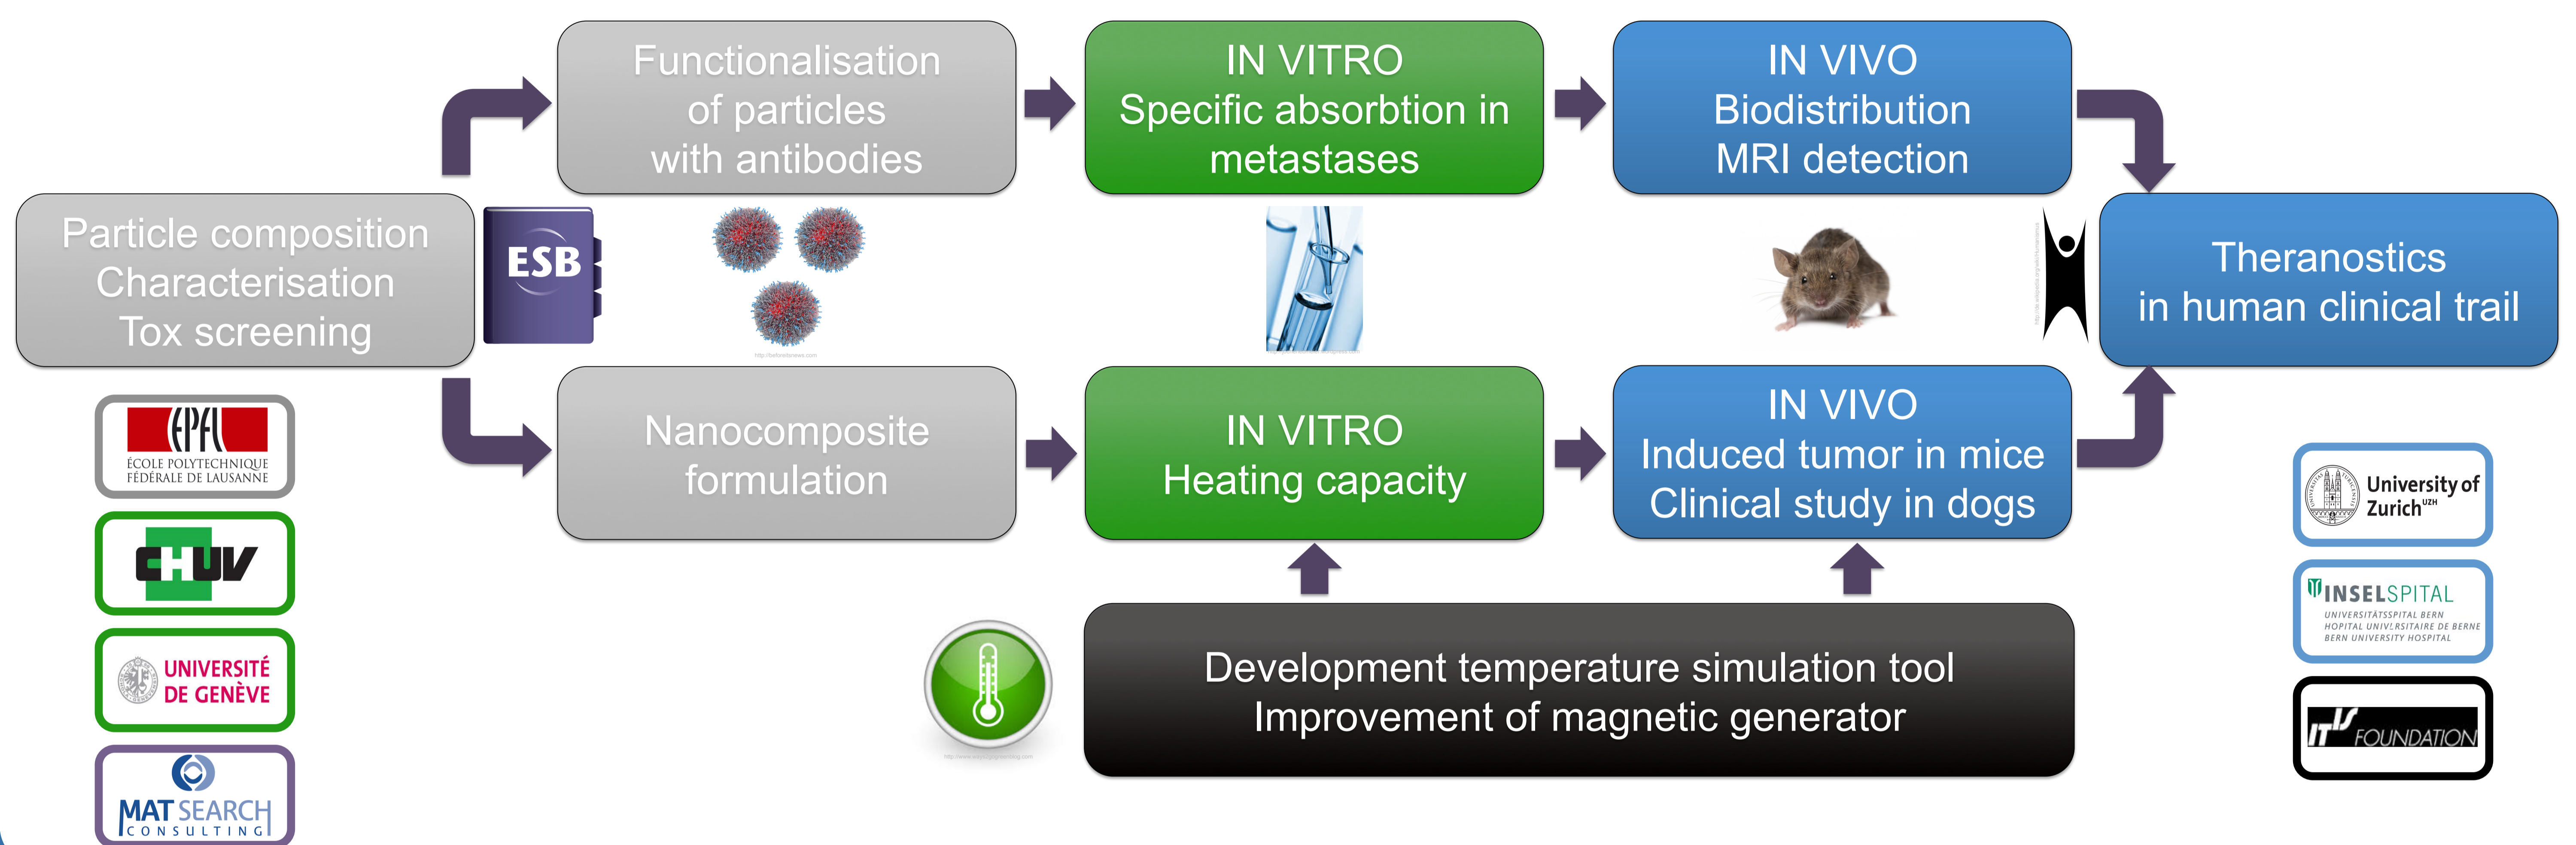 Functionalisation
of particles
with antibodies
IN VITRO
Specific absorbtion in
metastases
IN VIVO
Biodistribution
MRI detection
Particle composition
Characterisation
Tox screening
ESB
http://beforeitsnews.com
Theranostics
in human clinical trail
Nanocomposite
formulation
IN VITRO
Heating capacity
IN VIVO
Induced tumor in mice
Clinical study in dogs
Development temperature simulation tool
Improvement of magnetic generator
EPFL
ÉCOLE POLYTECHNIQUE
FÉDÉRALE DE LAUSANNE
CHUV
UNIVERSITÉ
DE GENÈVE
MAT SEARCH
CONSULTING
University of
Zurich UZH
INSELSPITAL
UNIVERSITÄTSSPITAL BERN
HOPITAL UNIVERSITAIRE DE BERNE
BERN UNIVERSITY HOSPITAL
IT'IS FOUNDATION